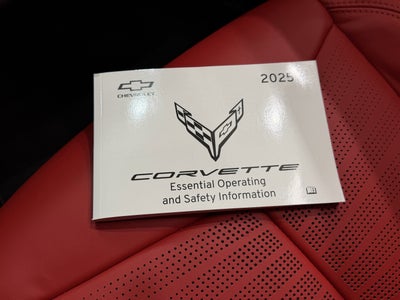 2025
CHEVROLET
CORVETTE
Essential Operating
and Safety Information